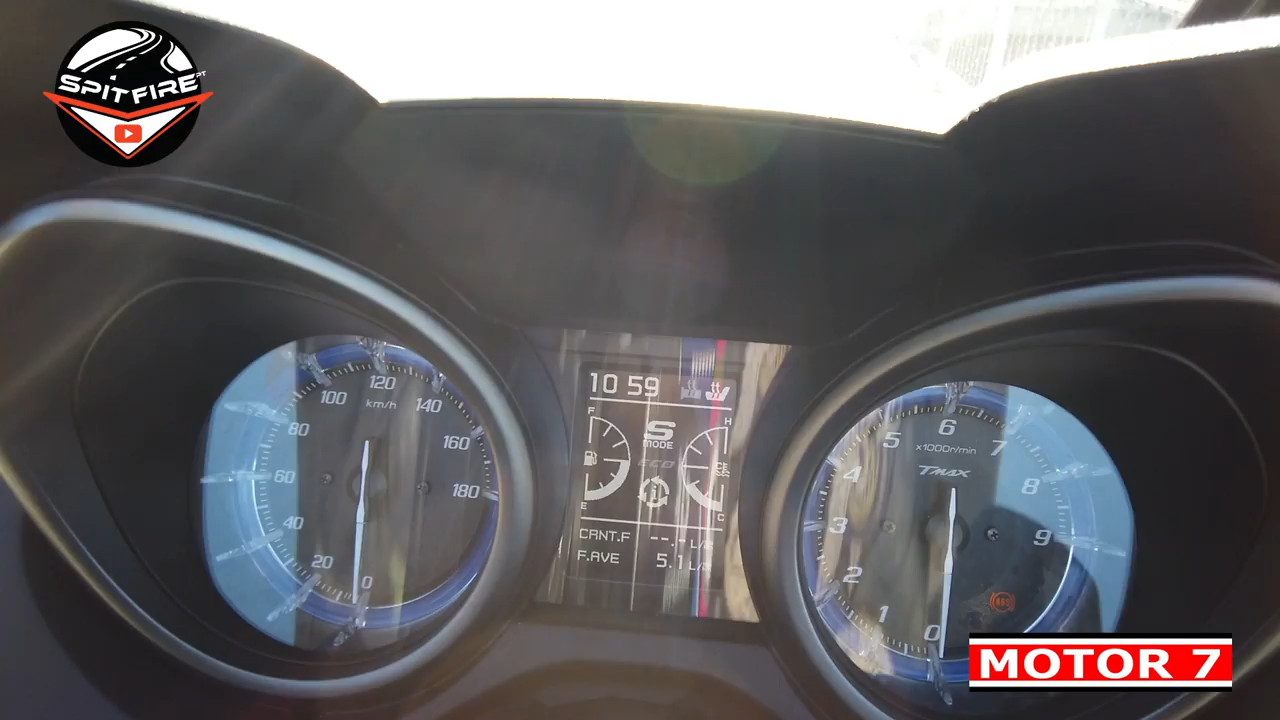 SPITFIRE PT
120
100
140
km/h
80
160
60
180
40
20
0
10 59
F
H
S
MODE
ECO
E
C
CRNT.F --.- L/
F.AVE 5.1 L/
6
5
7
x1000r/min
TMAX
4
8
3
9
2
1
0
ABS
MOTOR 7